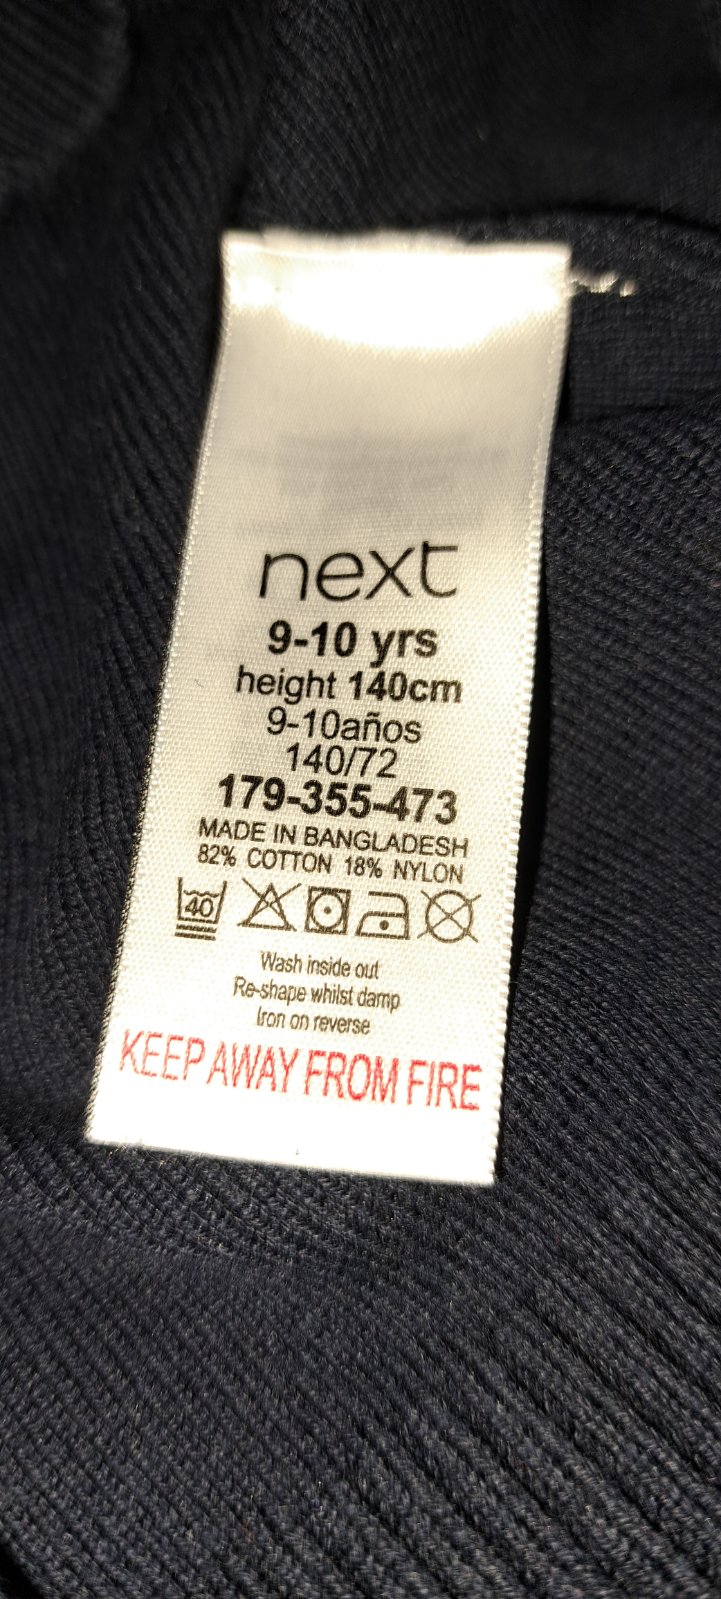 next
9-10 yrs
height 140cm
9-10años
140/72
179-355-473
MADE IN BANGLADESH
82% COTTON 18% NYLON
40
Wash inside out
Re-shape whilst damp
Iron on reverse
KEEP AWAY FROM FIRE